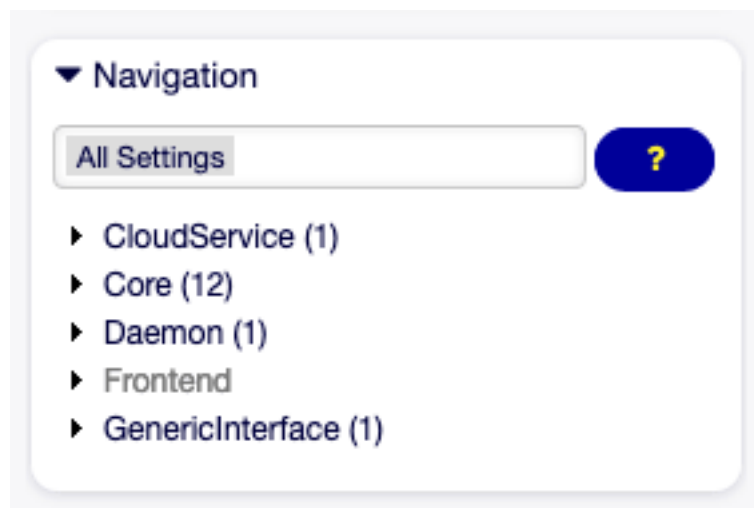 Navigation
All Settings ?
CloudService (1)
Core (12)
Daemon (1)
Frontend
GenericInterface (1)